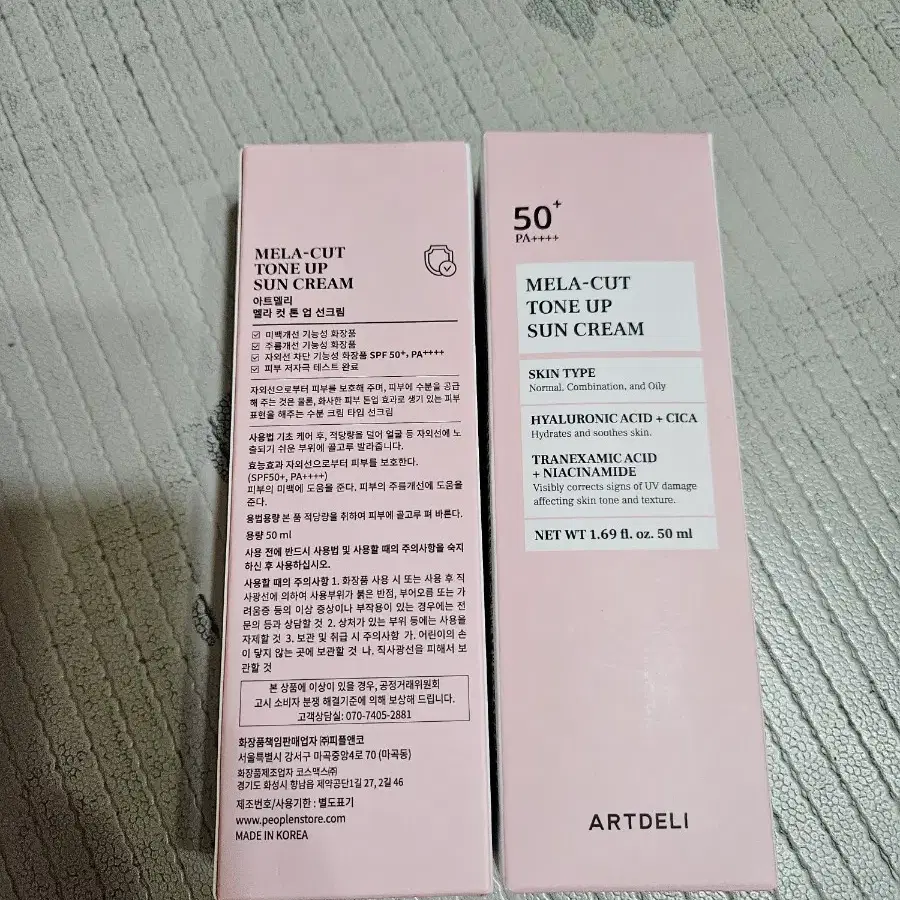 MELA-CUT
TONE UP
SUN CREAM
아트델리
멜라 컷 톤 업 선크림
미백개선 기능성 화장품
주름개선 기능성 화장품
자외선 차단 기능성 화장품 SPF 50+, PA++++
피부 저자극 테스트 완료
자외선으로부터 피부를 보호해 주며, 피부에 수분을 공급
해 주는 것은 물론, 화사한 피부 톤업 효과로 생기 있는 피부
표현을 해주는 수분 크림 타입 선크림
사용법 기초 케어 후, 적당량을 덜어 얼굴 등 자외선에 노
출되기 쉬운 부위에 골고루 발라줍니다.
효능효과 자외선으로부터 피부를 보호한다.
(SPF50+, PA++++)
피부의 미백에 도움을 준다. 피부의 주름개선에 도움을
준다.
용법용량 본 품 적당량을 취하여 피부에 골고루 펴 바른다.
용량 50 ml
사용 전에 반드시 사용법 및 사용할 때의 주의사항을 숙지
하신 후 사용하십시오.
사용할 때의 주의사항 1. 화장품 사용 시 또는 사용 후 직
사광선에 의하여 사용부위가 붉은 반점, 부어오름 또는 가
려움증 등의 이상 증상이나 부작용이 있는 경우에는 전
문의 등과 상담할 것 2. 상처가 있는 부위 등에는 사용을
자제할 것 3. 보관 및 취급 시 주의사항 가. 어린이의 손
이 닿지 않는 곳에 보관할 것 나. 직사광선을 피해서 보
관할 것
본 상품에 이상이 있을 경우, 공정거래위원회
고시 소비자 분쟁 해결기준에 의해 보상해 드립니다.
고객상담실: 070-7405-2881
화장품책임판매업자 ㈜피플앤코
서울특별시 강서구 마곡중앙4로 70 (마곡동)
화장품제조업자 코스맥스㈜
경기도 화성시 향남읍 제약공단1길 27, 2길 46
제조번호/사용기한 : 별도표기
www.peoplenstore.com
MADE IN KOREA
50+
PA++++
MELA-CUT
TONE UP
SUN CREAM
SKIN TYPE
Normal, Combination, and Oily
HYALURONIC ACID + CICA
Hydrates and soothes skin.
TRANEXAMIC ACID
+ NIACINAMIDE
Visibly corrects signs of UV damage
affecting skin tone and texture.
NET WT 1.69 fl. oz. 50 ml
ARTDELI